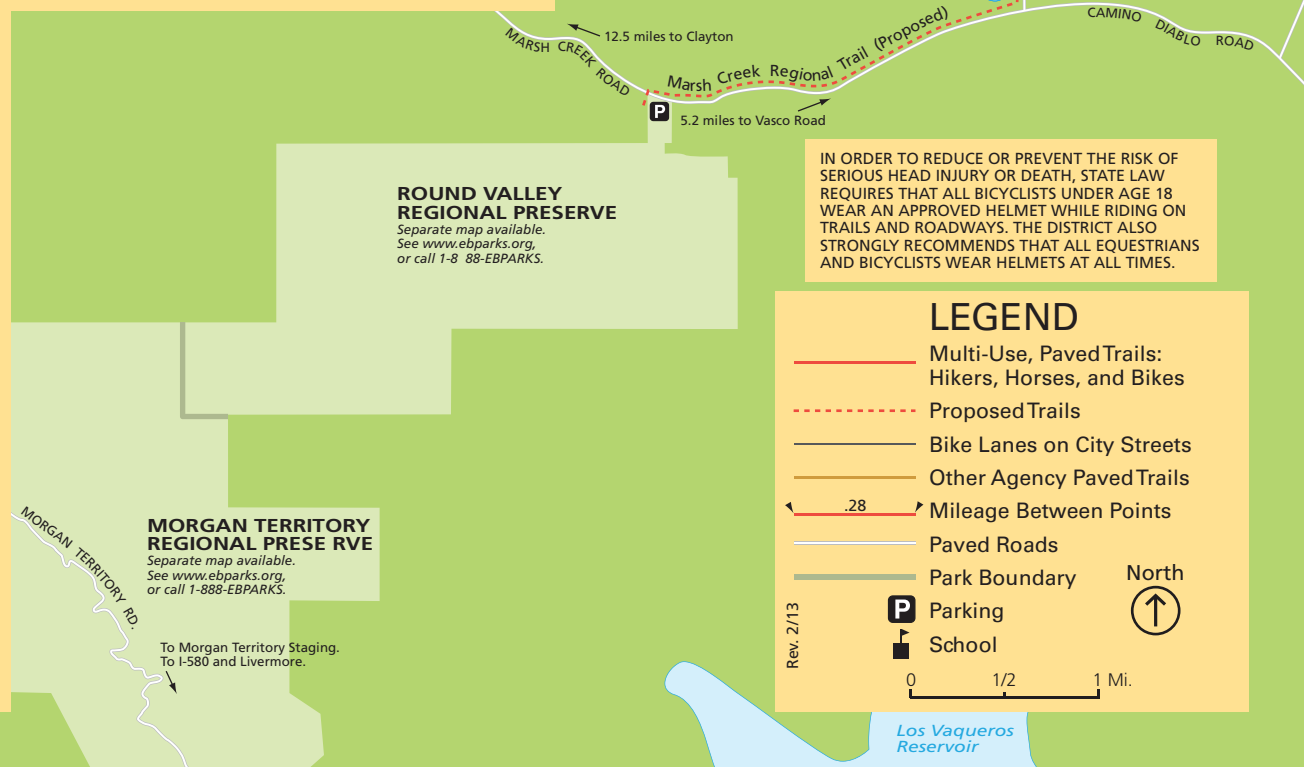 12.5 miles to Clayton
MARSH CREEK ROAD
Marsh Creek Regional Trail (Proposed)
CAMINO DIABLO ROAD
P
5.2 miles to Vasco Road
IN ORDER TO REDUCE OR PREVENT THE RISK OF
SERIOUS HEAD INJURY OR DEATH, STATE LAW
REQUIRES THAT ALL BICYCLISTS UNDER AGE 18
WEAR AN APPROVED HELMET WHILE RIDING ON
TRAILS AND ROADWAYS. THE DISTRICT ALSO
STRONGLY RECOMMENDS THAT ALL EQUESTRIANS
AND BICYCLISTS WEAR HELMETS AT ALL TIMES.
ROUND VALLEY
REGIONAL PRESERVE
Separate map available.
See www.ebparks.org,
or call 1-8 88-EBPARKS.
MORGAN TERRITORY
REGIONAL PRESE RVE
Separate map available.
See www.ebparks.org,
or call 1-888-EBPARKS.
MORGAN TERRITORY RD.
To Morgan Territory Staging.
To I-580 and Livermore.
LEGEND
Multi-Use, Paved Trails:
Hikers, Horses, and Bikes
Proposed Trails
Bike Lanes on City Streets
Other Agency Paved Trails
.28 Mileage Between Points
Paved Roads
Park Boundary
North
P Parking
School
Rev. 2/13
0 1/2 1 Mi.
Los Vaqueros
Reservoir